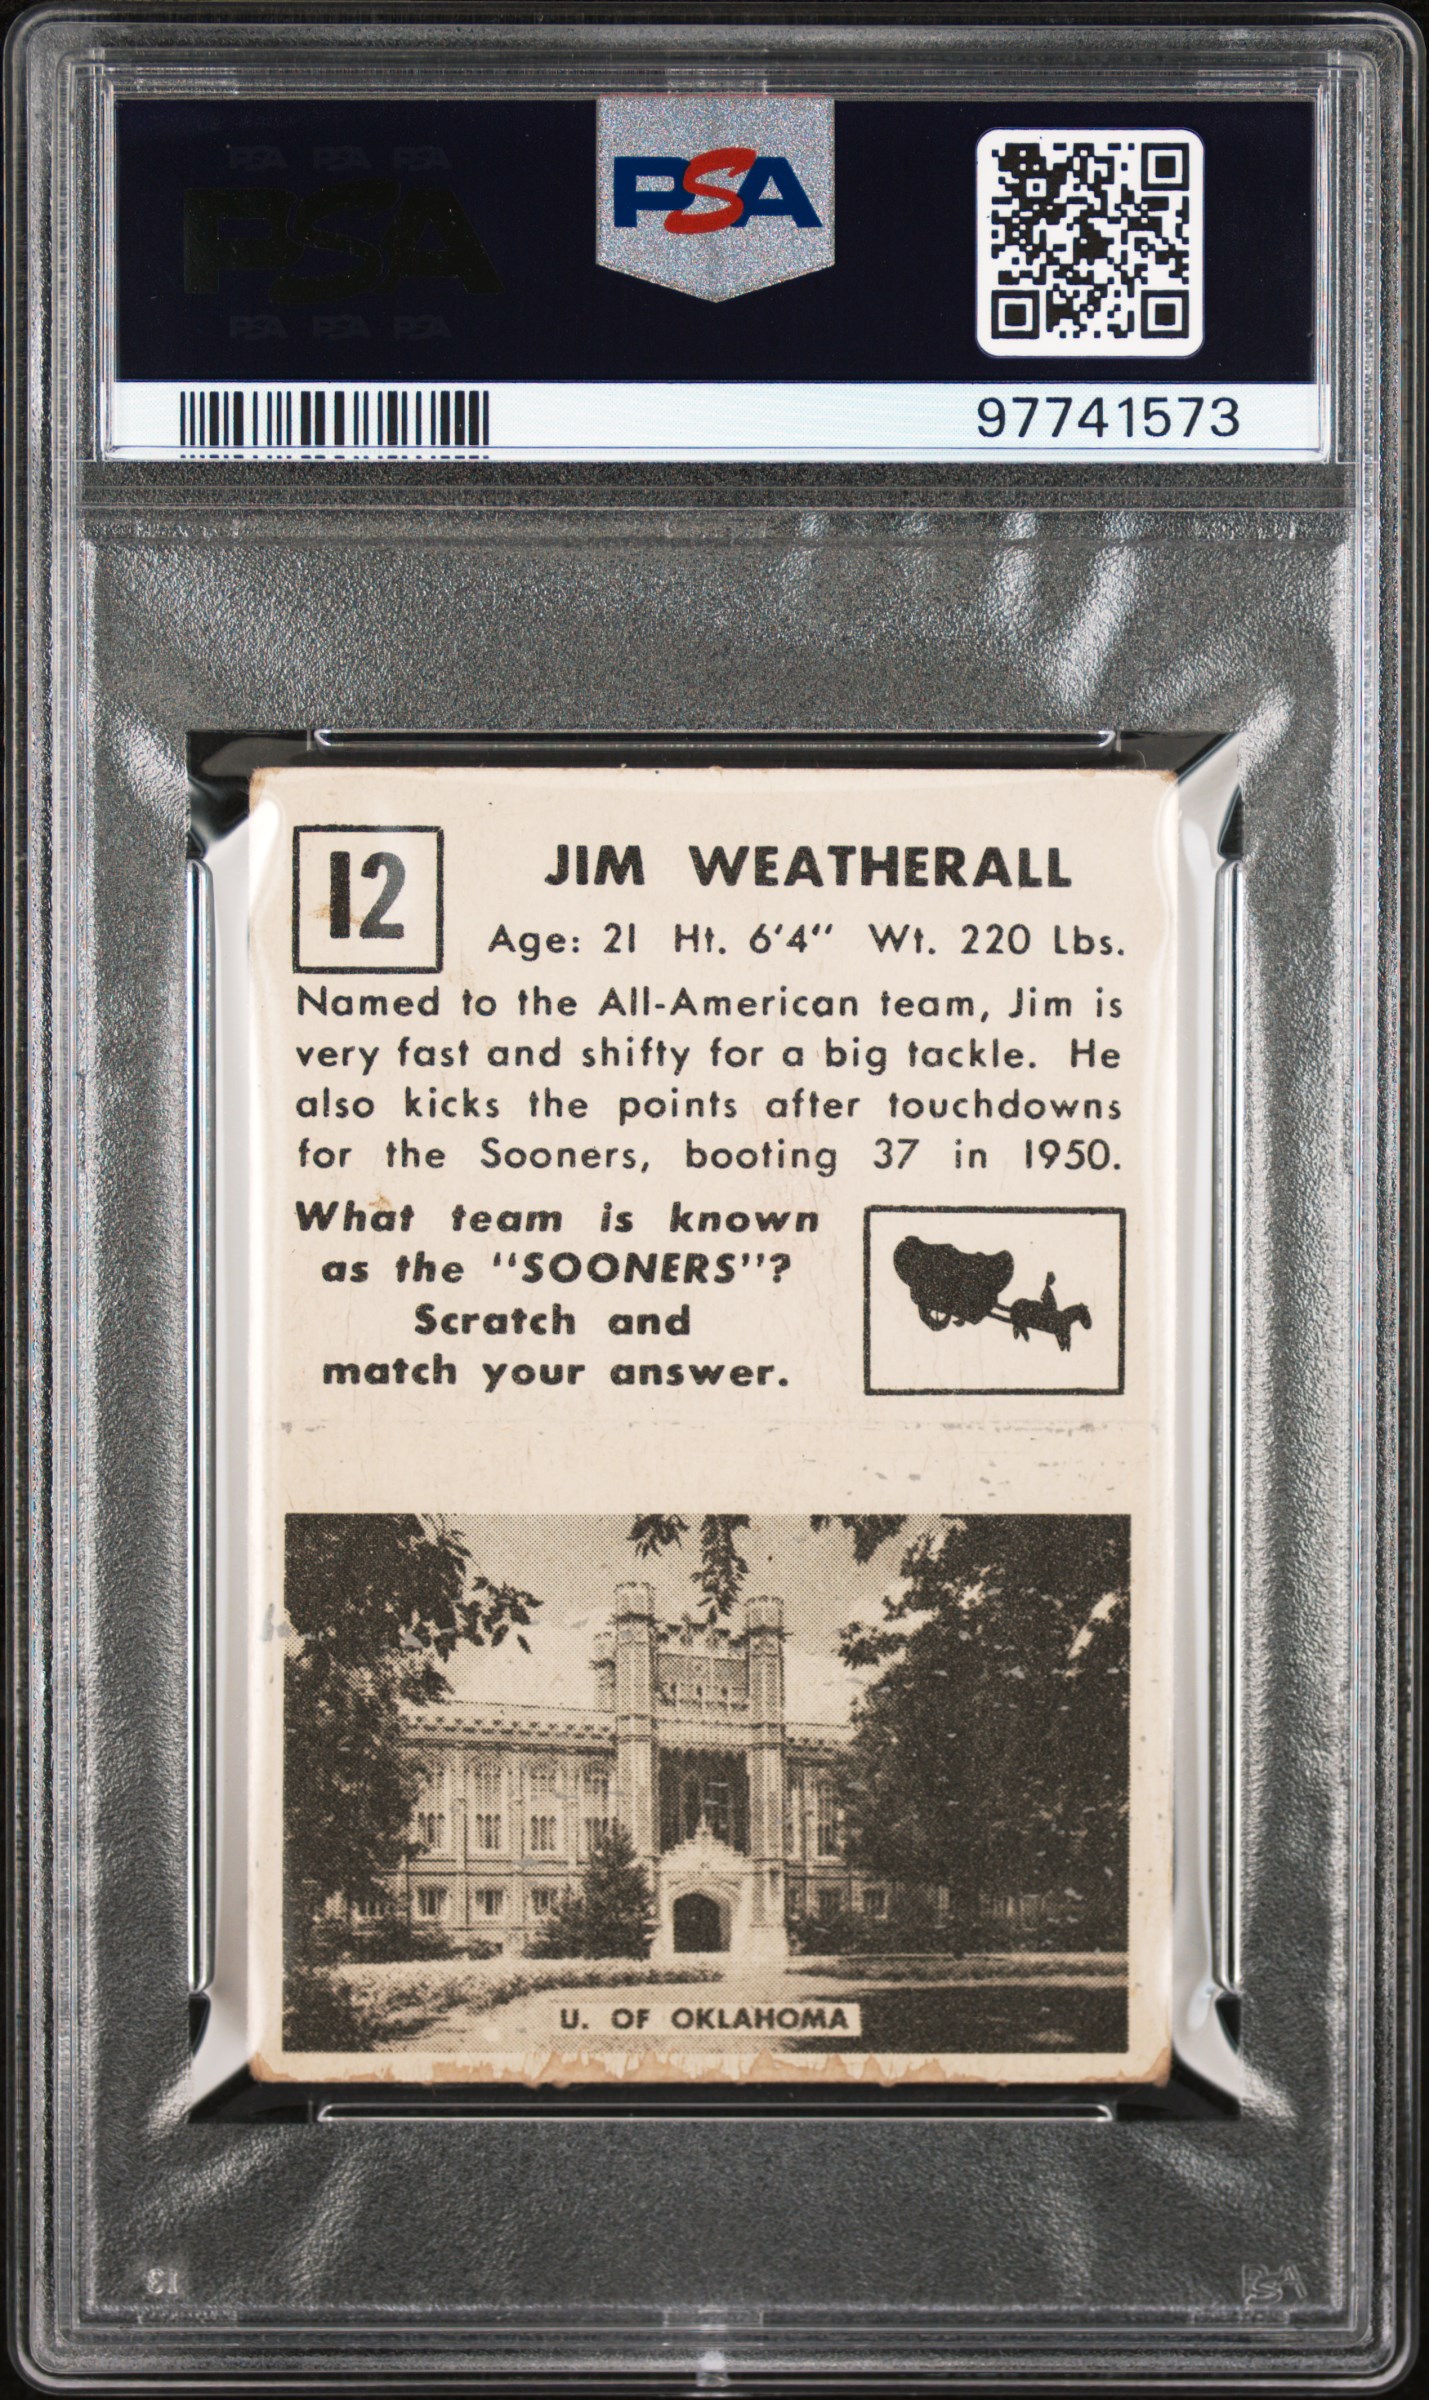 PSA PSA PSA
PSA
PSA PSA PSA
PSA
97741573
12
JIM WEATHERALL
Age: 21 Ht. 6'4" Wt. 220 Lbs.
Named to the All-American team, Jim is
very fast and shifty for a big tackle. He
also kicks the points after touchdowns
for the Sooners, booting 37 in 1950.
What team is known
as the "SOONERS"?
Scratch and
match your answer.
U. OF OKLAHOMA
13
PSA